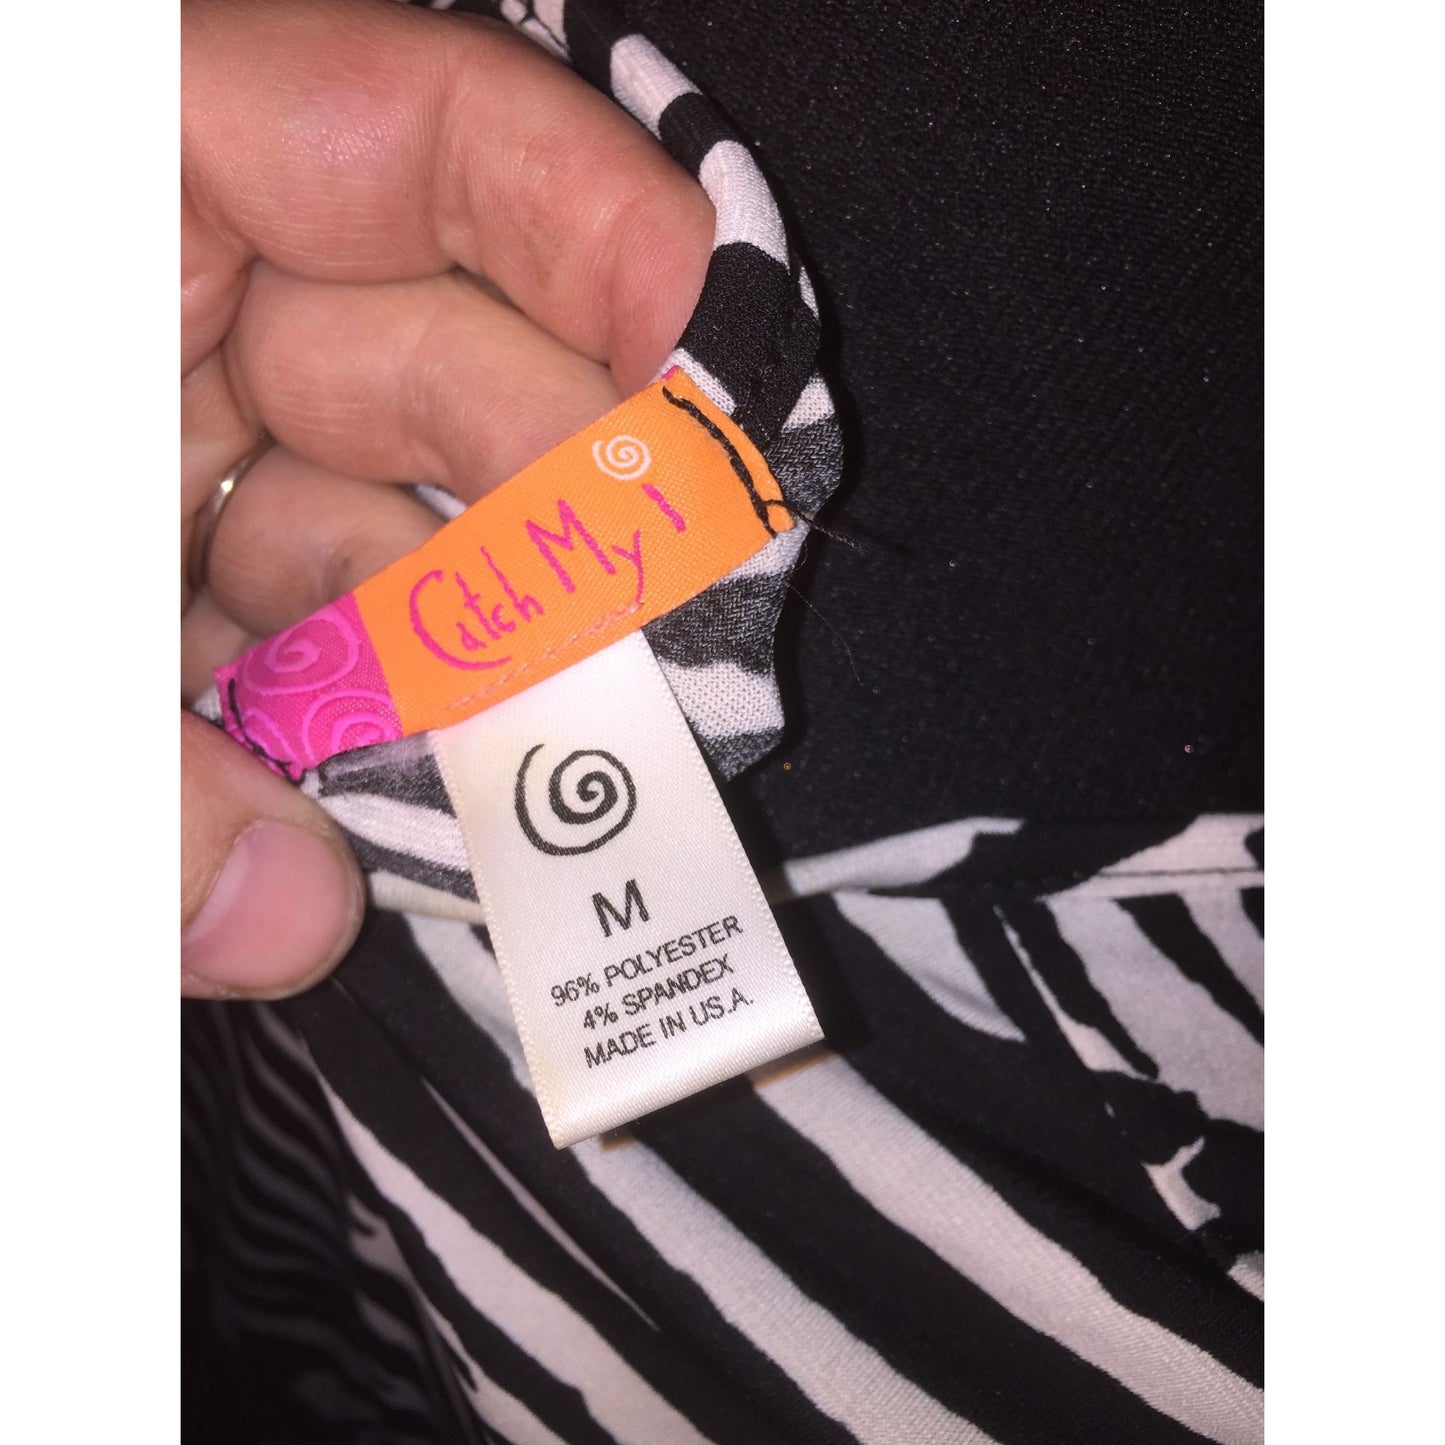 Catch My i
M
96% POLYESTER
4% SPANDEX
MADE IN U.S.A.